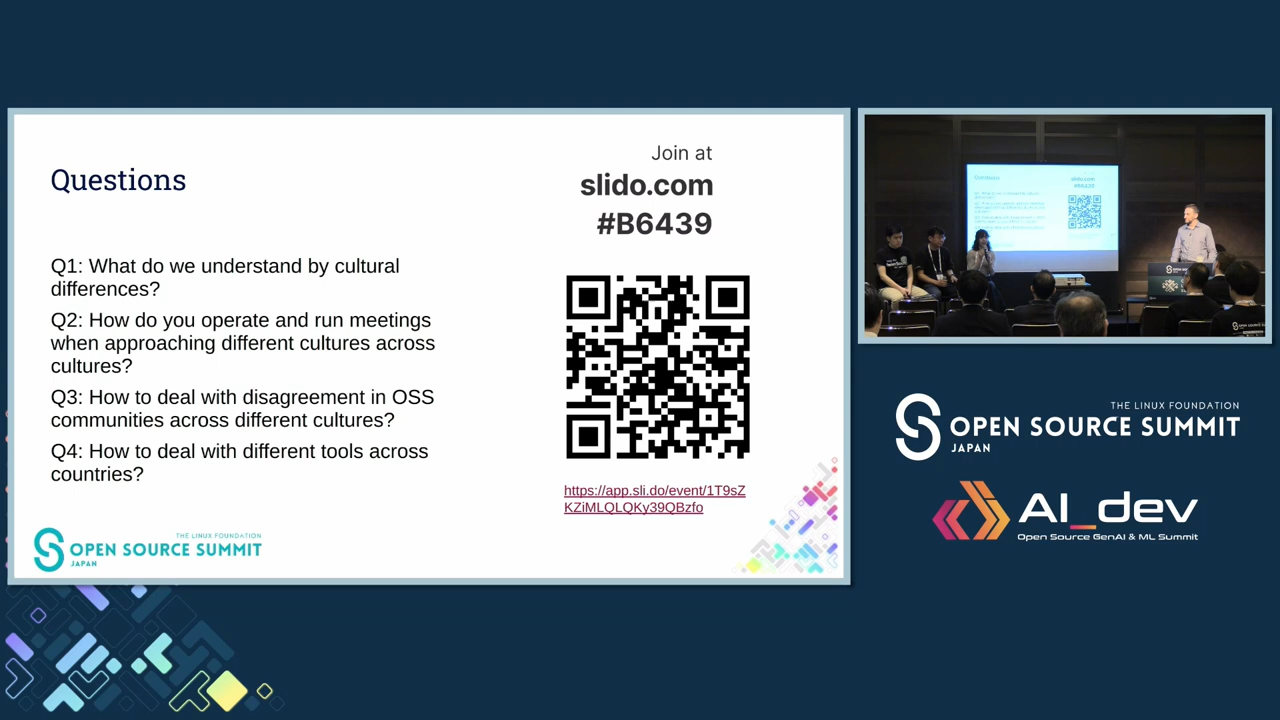 Questions
Join at
slido.com
#B6439
Q1: What do we understand by cultural
differences?
Q2: How do you operate and run meetings
when approaching different cultures across
cultures?
Q3: How to deal with disagreement in OSS
communities across different cultures?
Q4: How to deal with different tools across
countries?
https://app.sli.do/event/1T9sZ
KZiMLQLQKy39QBzfo
THE LINUX FOUNDATION
OPEN SOURCE SUMMIT
JAPAN
Questions
slido.com
#B6439
THE LINUX FOUNDATION
OPEN SOURCE SUMMIT
JAPAN
AI_dev
Open Source GenAI & ML Summit